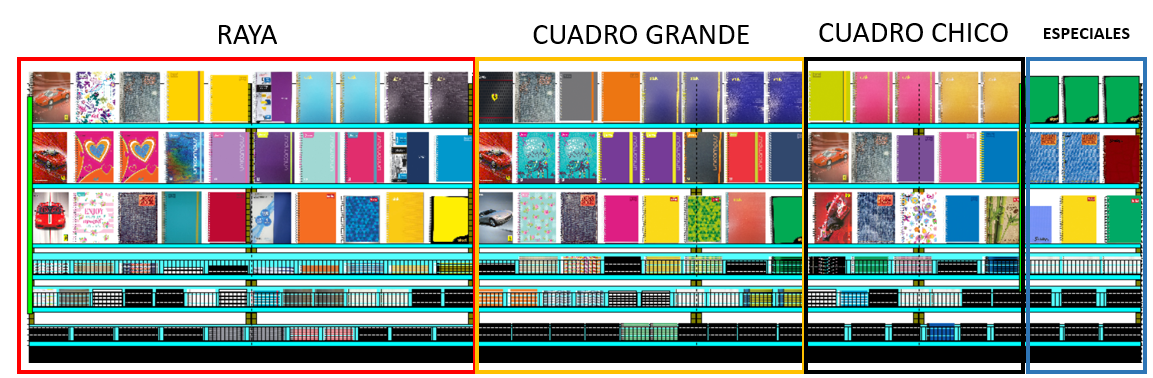 RAYA
CUADRO GRANDE
CUADRO CHICO
ESPECIALES